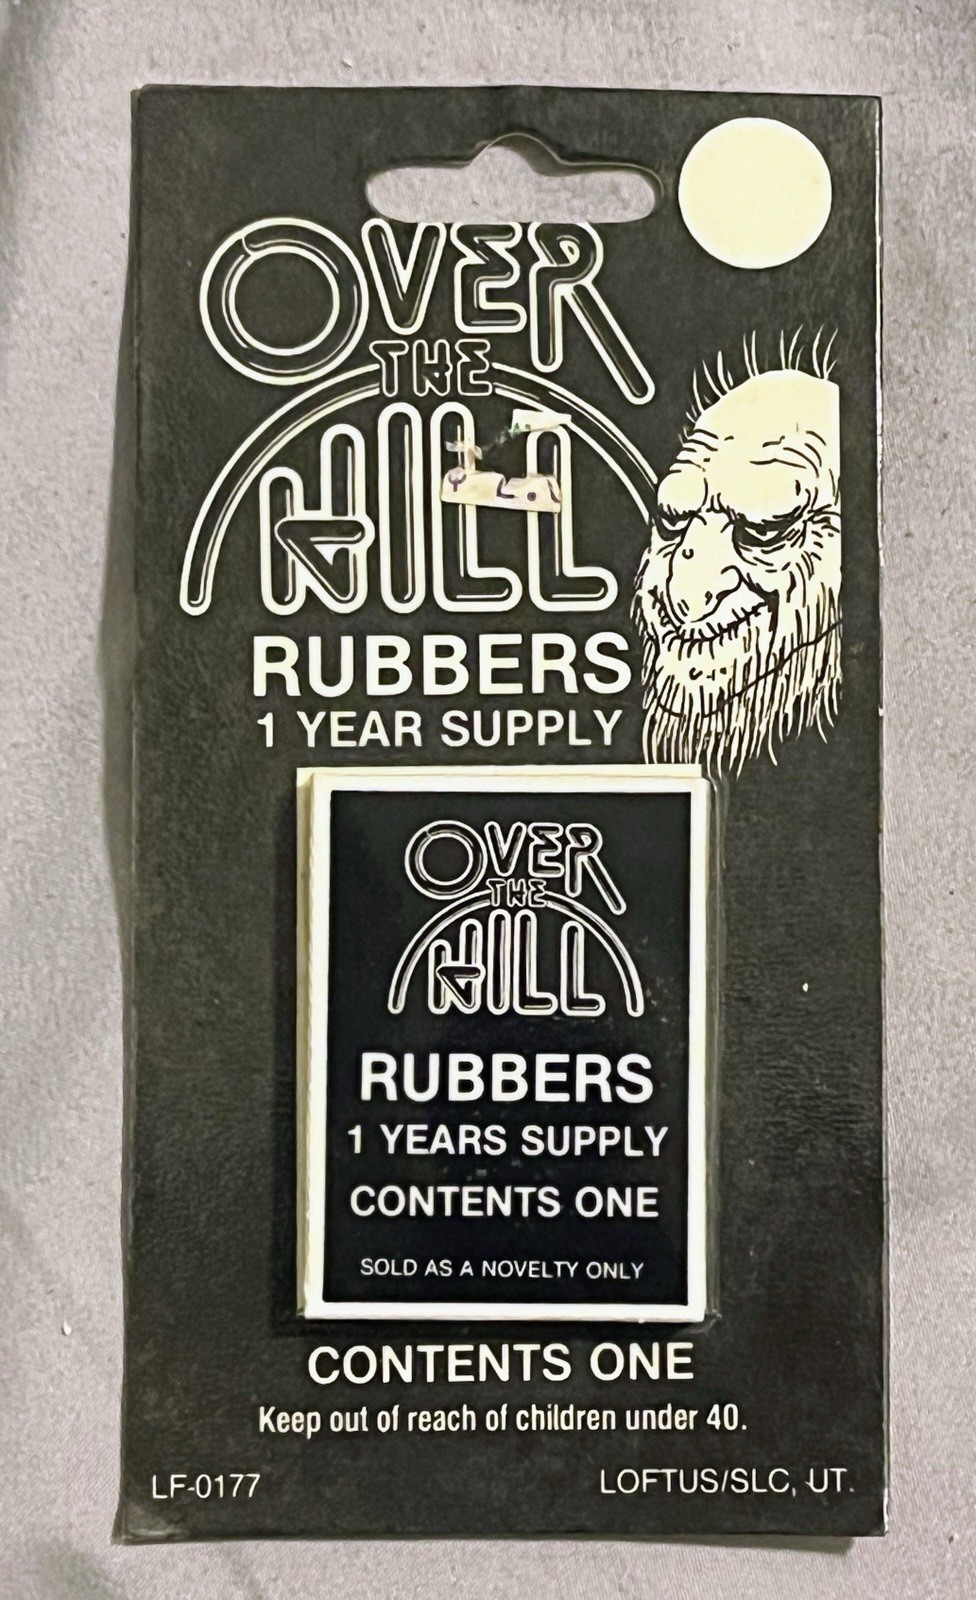 OVER
THE
HILL
RUBBERS
1 YEAR SUPPLY
OVER
THE
HILL
RUBBERS
1 YEARS SUPPLY
CONTENTS ONE
SOLD AS A NOVELTY ONLY
CONTENTS ONE
Keep out of reach of children under 40.
LF-0177
LOFTUS/SLC, UT.